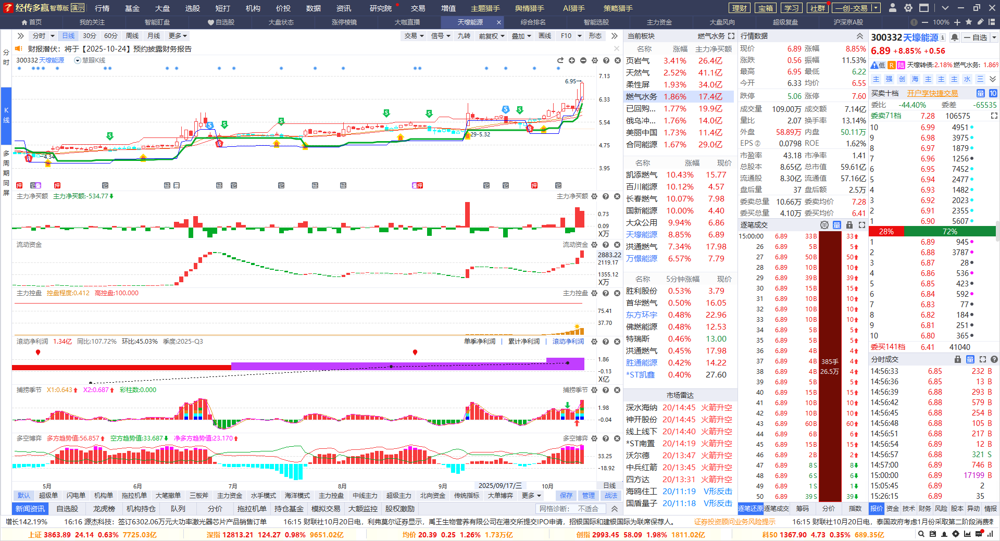 经传多赢 智尊版 演示 行情 基金 大盘 选股 短打 机构 价投 数据 资讯 研究院 交易 增值 主题猎手 舆情猎手 AI猎手 策略猎手 理财 宝箱 学习 社群 一创-交易
首页 我的关注 智能盯盘 自选股 大盘状态 涨停棱镜 大咖直播 天壕能源 综合排名 智能选股 主力资金 大盘风向 超级复盘 沪深京A股 100%
分时 日线 30分 60分 周线 月线 更多 交易 信号 九转 前复权 叠加 画线 F10 形态
财报潜伏：将于【2025-10-24】预约披露财务报告
300332 天壕能源 慧眼K线
分时
K线
多周期同屏
7.13
6.95
6.33
5.54
4.75
3.95
4.34
29-5.32
主力净买额 主力净买额:-534.77 主力净买额
0.73
0.09
X万
流动资金 流动资金
2883.22
2119.17
1355.12
X万
主力控盘 控盘程度:0.412 高控盘:100.000 主力控盘
75.41
37.70
滚动净利润 1.34亿 同比:107.72% 环比:45.03% 季度:2025-Q3 单季净利润 | 累计净利润 | 滚动净利润
1.86
-0.13
X亿
捕捞季节 X1:0.643 X2:0.687 彩柱数:0.000 捕捞季节
1.98
-0.04
多空博弈 多方趋势值:56.857 空方趋势值:33.687 净多方趋势值:23.170 多空博弈
33.25
-18.92
5月 6月 7月 8月 9月 2025/09/17/三 10月 日线
默认 超级单 闪电单 机构单 拖拉机单 大笔撤单 三板斧 主力资金 水手模式 海洋模式 主力控盘 中线主力 超级主力 北向资金 传统指标 大单博弈 更多 保存 管理 战法
新闻资讯 自选股 龙虎榜 机构持仓 队列 分价 拖拉机单 持仓基金 模拟交易 大额监控 股权激励 网格诊断： 不适合
当前板块 燃气水务
名称 涨幅 主力净买额
页岩气 3.41% 26.4亿
天然气 2.52% 41.1亿
柔性屏 1.93% 34.0亿
燃气水务 1.86% 17.4亿
已回购... 1.77% 19.9亿
俄乌冲... 1.76% 14.0亿
美丽中国 1.73% 11.4亿
合同能源 1.67% 29.0亿
名称 涨幅 现价
凯添燃气 10.43% 15.77
百川能源 10.12% 4.57
长春燃气 10.07% 7.98
国新能源 10.00% 4.40
大众公用 9.94% 6.86
天壕能源 8.85% 6.89
洪通燃气 7.34% 17.98
万憬能源 6.57% 7.79
名称 5分钟涨幅 现价
胜利股份 0.53% 3.79
首华燃气 0.50% 16.05
东方环宇 0.48% 22.96
佛燃能源 0.48% 12.53
特瑞斯 0.46% 13.00
洪通燃气 0.45% 17.98
胜通能源 0.42% 14.22
*ST凯鑫 0.40% 27.60
市场雷达
深水海纳 20/14:45 火箭升空
神开股份 20/14:45 火箭升空
线上线下 20/14:40 火箭升空
*ST南置 20/14:19 火箭升空
沃尔德 20/13:47 火箭升空
中兵红箭 20/13:45 火箭升空
四方达 20/13:31 火箭升空
海鸥住工 20/11:19 V形反击
国盾量子 20/11:18 V形反击
行情数据
现价 6.89 涨幅 8.85%
涨跌 0.56 振幅 11.53%
最高 6.95 最低 6.22
今开 6.33 均价 6.55
跌停 5.06 涨停 7.60
成交量 109.00万 成交额 7.14亿
量比 2.07 换手率 13.14%
外盘 58.89万 内盘 50.11万
EPS② 0.0798 ROE 1.62%
市盈率 43.18 市净率 1.41
总股本 8.65亿 总市值 59.61亿
流通股 8.30亿 流通值 57.16亿
盘后量 37 盘后额 2.5万
委卖总量 10.66万 委卖均价 7.28
委买总量 4.10万 委买均价 6.41
逐笔成交
15:00:00 6.89 33B 33
26 6.89 5B 5
27 6.89 50B 50
28 6.89 10B 10
29 6.89 39B 39
30 6.89 15B 15
31 6.89 10B 10
32 6.89 10B 10
33 6.89 10B 10
34 6.89 5B 5
35 6.89 5B 5
36 6.89 4B 4
37 6.89 4B 385手 4
38 6.89 4B 26.5万 4
39 6.89 5B 5
40 6.89 15B 15
41 6.89 10B 10
42 6.89 10B 10
43 6.89 60B 60
44 6.89 6B 6
45 6.89 15B 15
46 6.89 2B 2
47 6.89 8S 8
48 6.89 6S 6
49 6.89 1S 1
50 6.89 39S 39
逐笔还原 逐笔成交 筹码 分价 指数
300332 天壕能源 自选
6.89 +8.85% +0.56
低 R 陆 天壕转债:2.18% 燃气水务: 1.86%
主 强 创 海 主 主 主 水 三
买卖十档 开户享快捷交易 量 10
委比 -44.40% 委差 -65535
委卖71档 7.28 106575
10 6.99 4951
9 6.98 3975
8 6.97 1879
7 6.96 1256
6 6.95 7452
5 6.94 2477
4 6.93 1482
3 6.92 2023
2 6.91 2355
1 6.90 5607
28% 72%
1 6.89 945
2 6.88 3787
3 6.87 28
4 6.86 536
5 6.85 423
6 6.84 592
7 6.83 77
8 6.82 184
9 6.81 251
10 6.80 365
委买141档 6.41 41040
分时成交
14:56:33 6.85 232 B
14:56:36 6.85 13 B
14:56:39 6.88 293 B
14:56:42 6.88 579 B
14:56:45 6.88 254 B
14:56:48 6.88 105 B
14:56:51 6.88 217 B
14:56:54 6.89 12 B
14:56:57 6.88 321 S
14:57:00 6.89 746 B
15:00:00 6.89 17199 B
15:05:45 6.89 2
15:26:15 6.89 35
报价 资金 技术 财务 风险 股本 异动 情报
增长142.19% 16:16 源杰科技：签订6302.06万元大功率激光器芯片产品销售订单 16:15 财联社10月20日电，利弗莫尔证券显示，禹王生物营养有限公司在港交所提交IPO申请，招银国际和建银国际为联席保荐人。 证券投资顾问业务风险提示 16:15 财联社10月20日电，泰国政府考虑1月份采取第二阶段消费刺
上证 3863.89 24.14 0.63% 7725.03亿 深指 12813.21 124.27 0.98% 9651.02亿 均价 20.39 0.25 1.26% 1.73万亿 创指 2993.45 58.09 1.98% 1811.02亿 科50 1367.90 4.73 0.35% 689.35亿